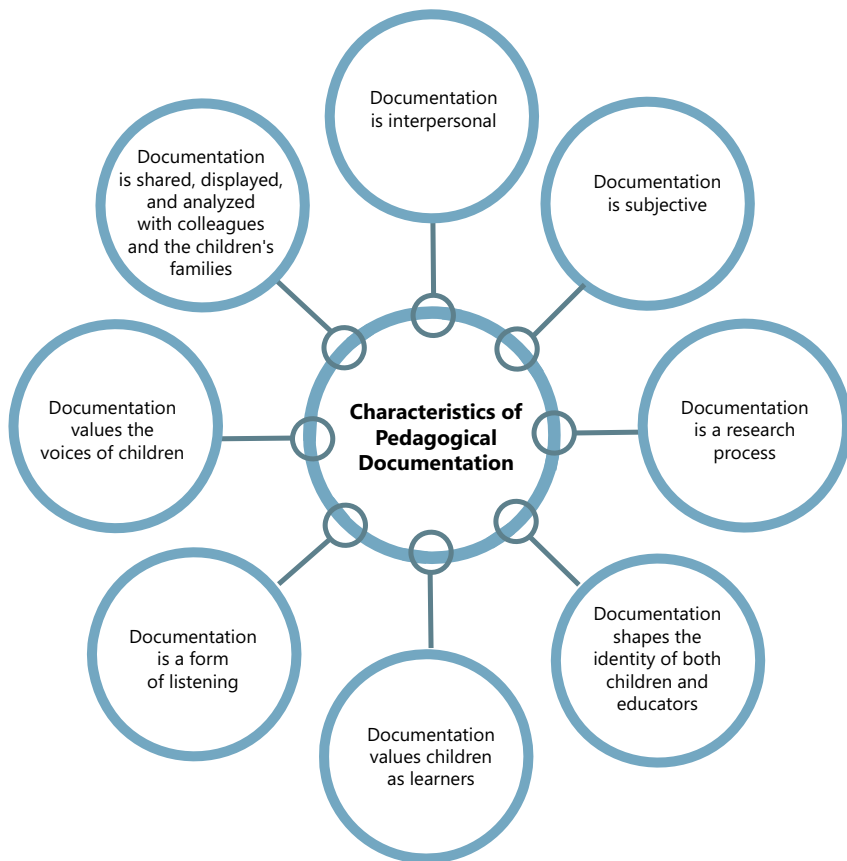 Characteristics of
Pedagogical
Documentation
Documentation
is interpersonal
Documentation
is subjective
Documentation
is a research
process
Documentation
shapes the
identity of both
children and
educators
Documentation
values children
as learners
Documentation
is a form
of listening
Documentation
values the
voices of children
Documentation
is shared, displayed,
and analyzed
with colleagues
and the children's
families